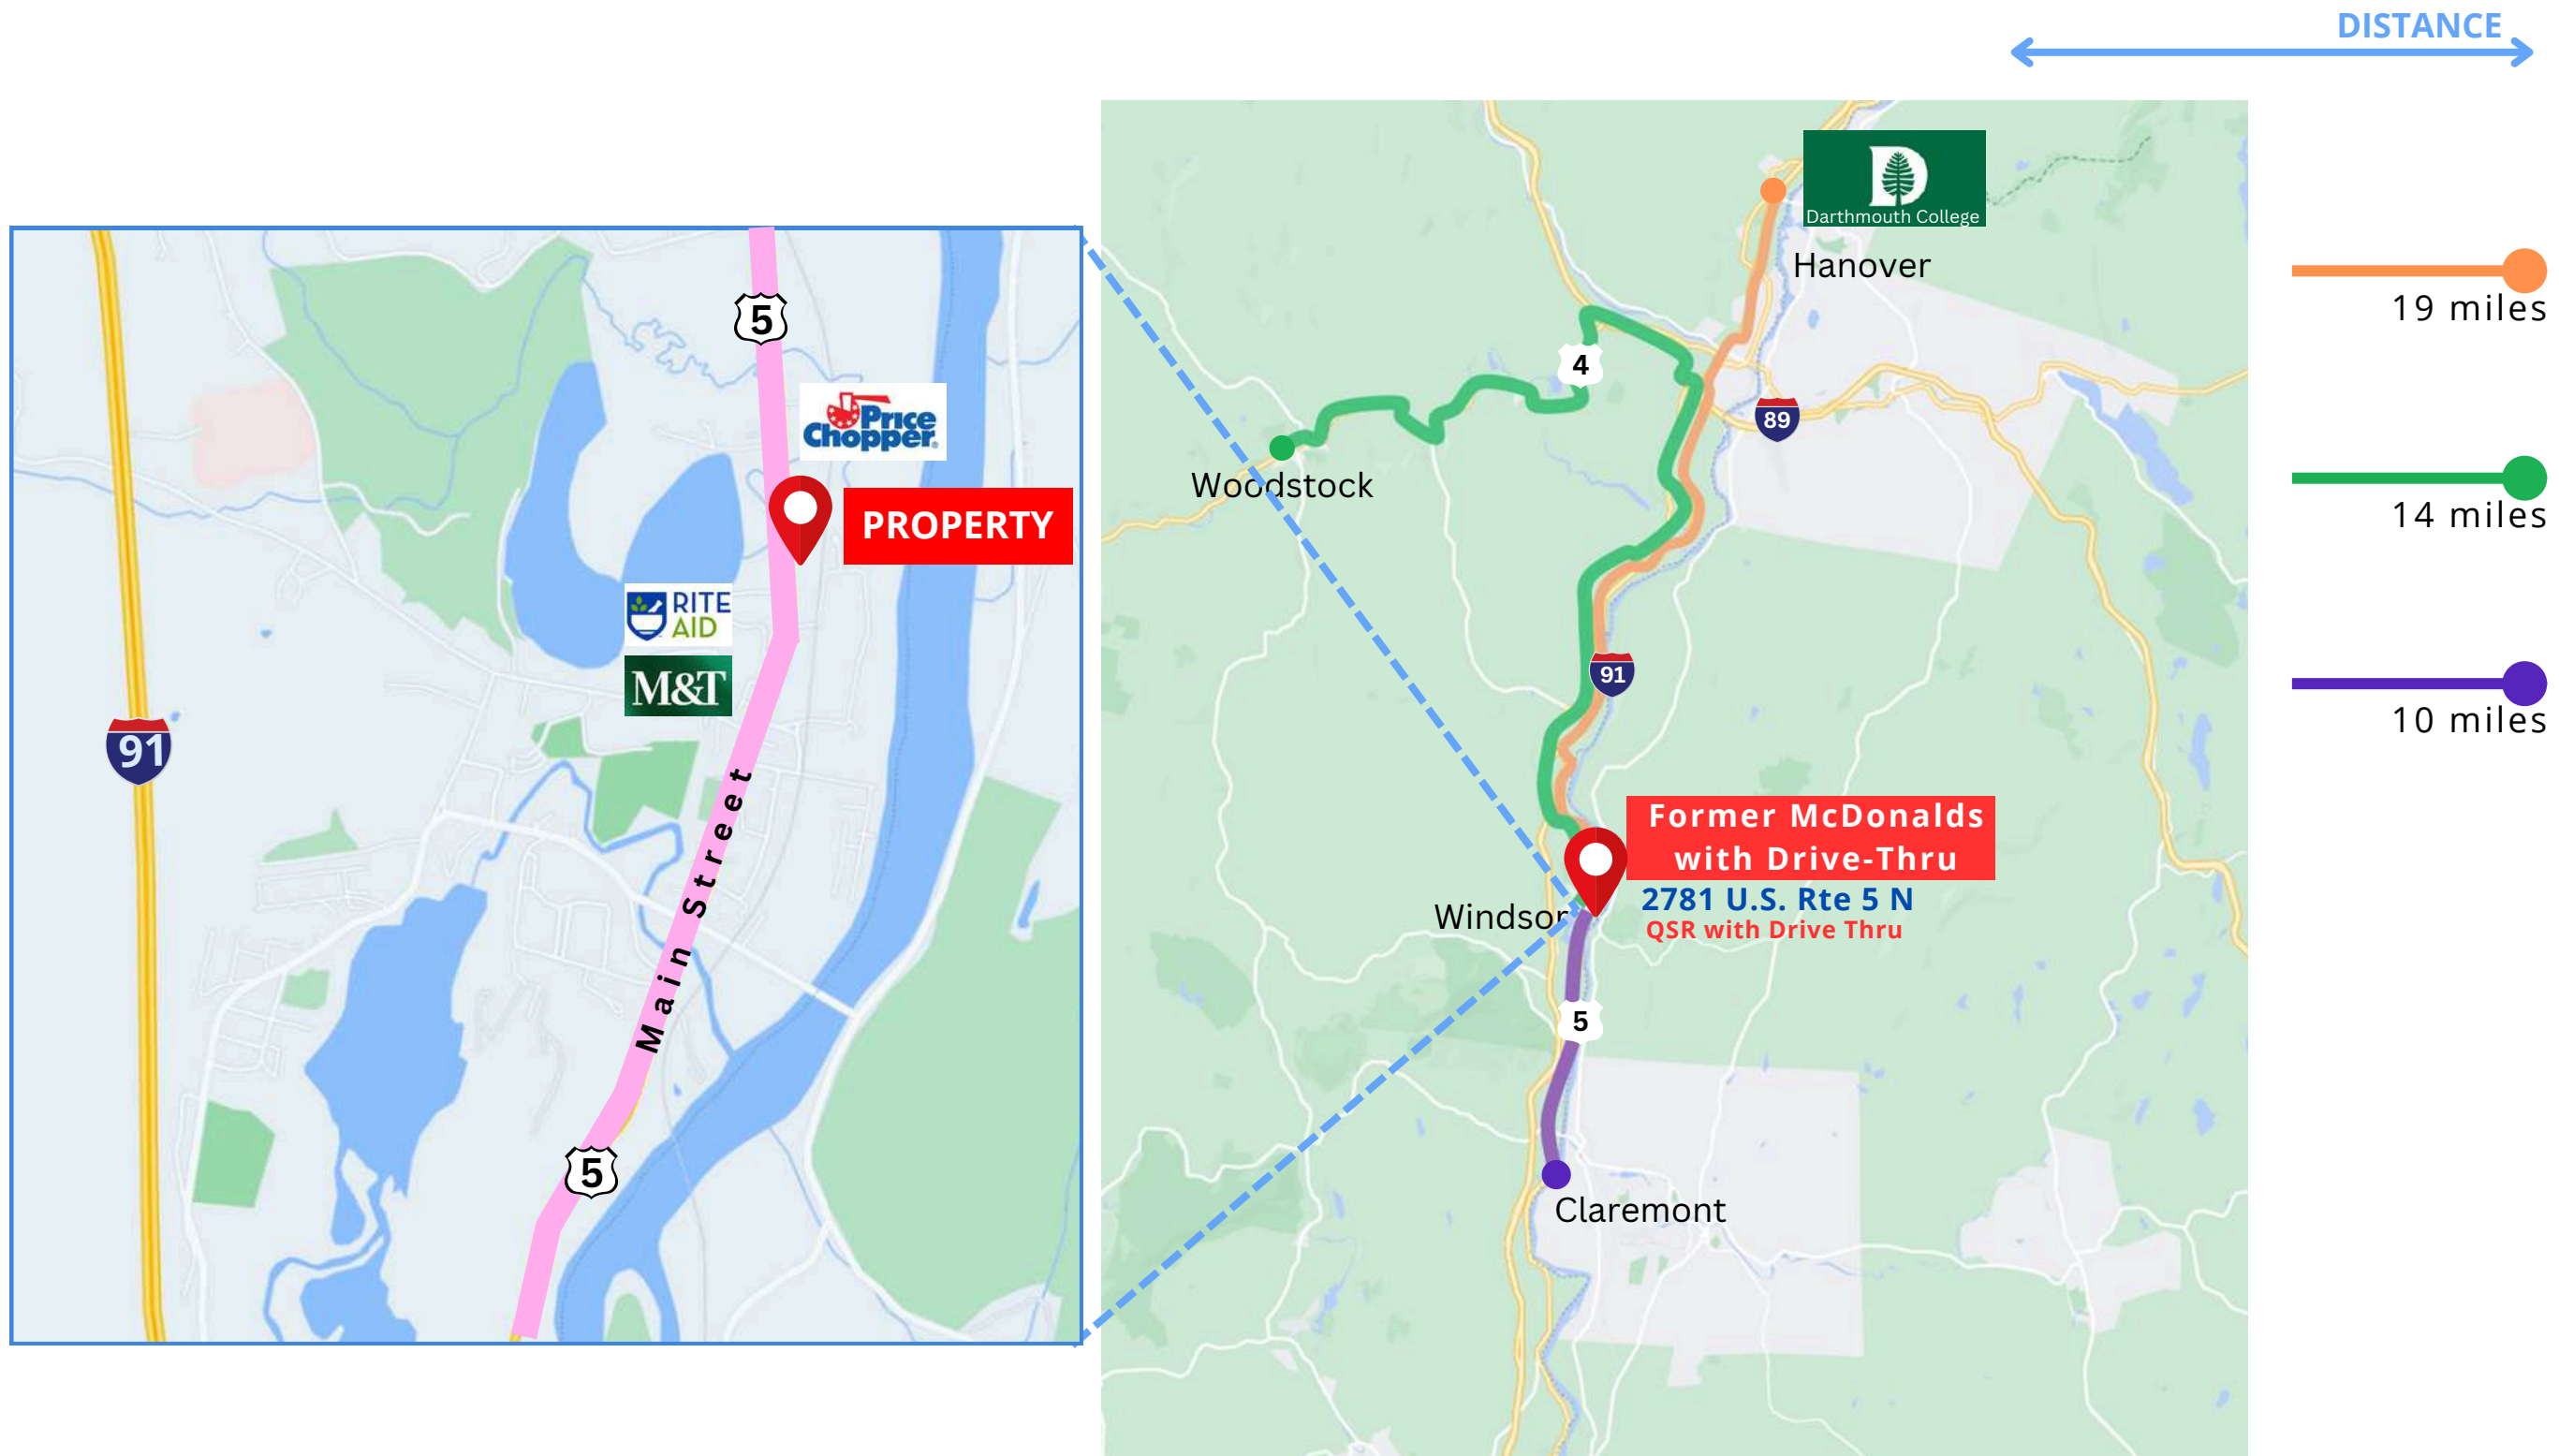 DISTANCE
5
Price
Chopper
PROPERTY
RITE
AID
M&T
91
Main Street
5
D
Darthmouth College
Hanover
4
89
Woodstock
91
Former McDonalds
with Drive-Thru
2781 U.S. Rte 5 N
QSR with Drive Thru
Windsor
5
Claremont
19 miles
14 miles
10 miles